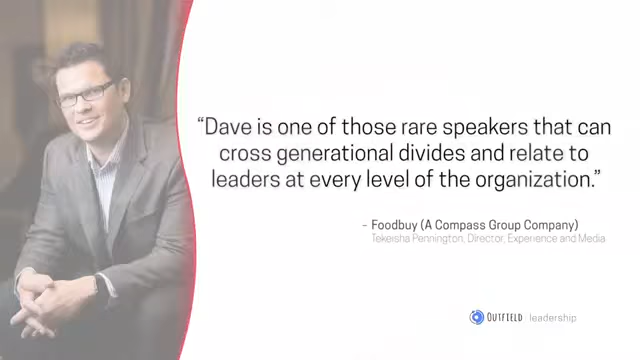 “Dave is one of those rare speakers that can
cross generational divides and relate to
leaders at every level of the organization.”
- Foodbuy (A Compass Group Company)
Tekeisha Pennington, Director, Experience and Media
OUTFIELD leadership